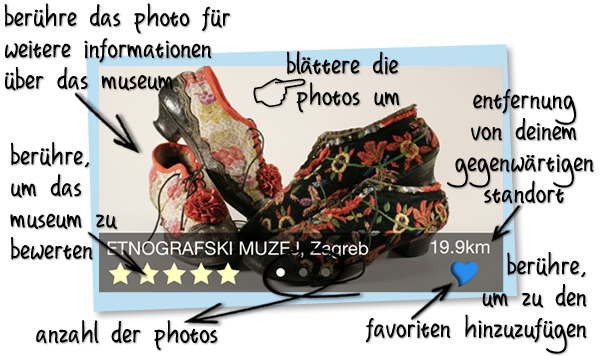 berühre das photo für
weitere informationen
über das museum
blättere die
photos um
entfernung
von deinem
gegenwärtigen
standort
berühre,
um das
museum zu
bewerten
ETNOGRAFSKI MUZEJ, Zagreb
19.9km
berühre,
um zu den
favoriten hinzuzufügen
anzahl der photos